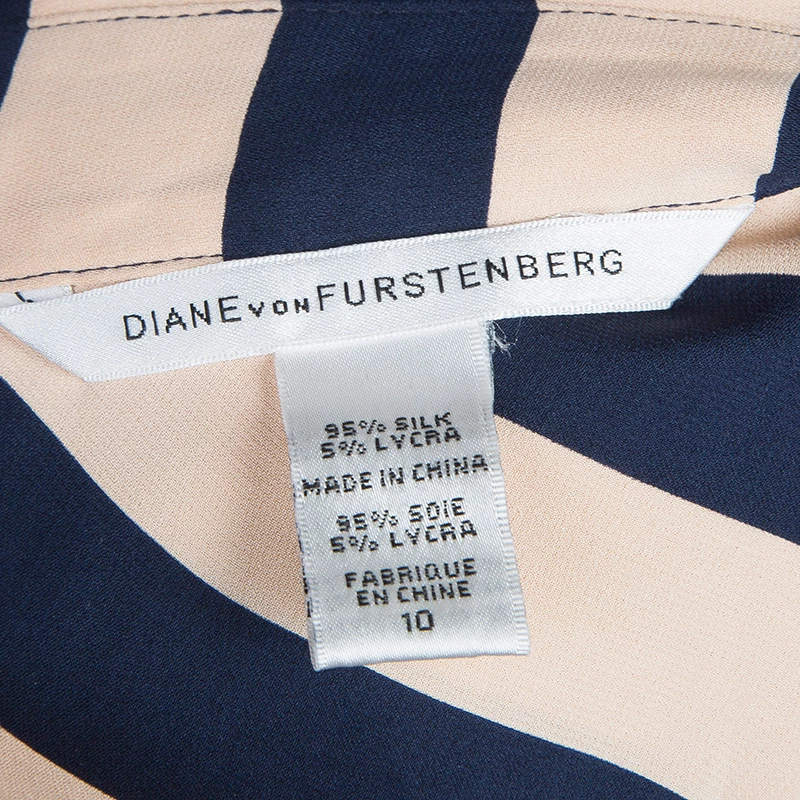 DIANE VON FURSTENBERG
95% SILK
5% LYCRA
MADE IN CHINA
95% SOIE
5% LYCRA
FABRIQUE
EN CHINE
10